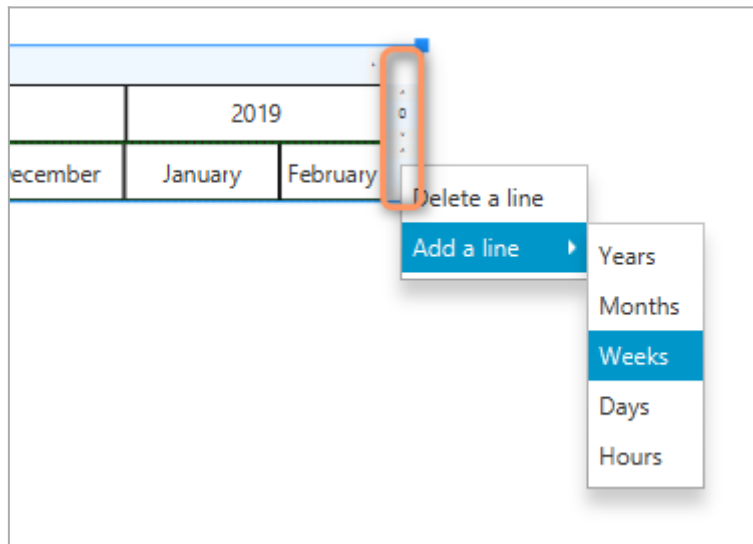 2019
ecember January February
Delete a line
Add a line
Years
Months
Weeks
Days
Hours